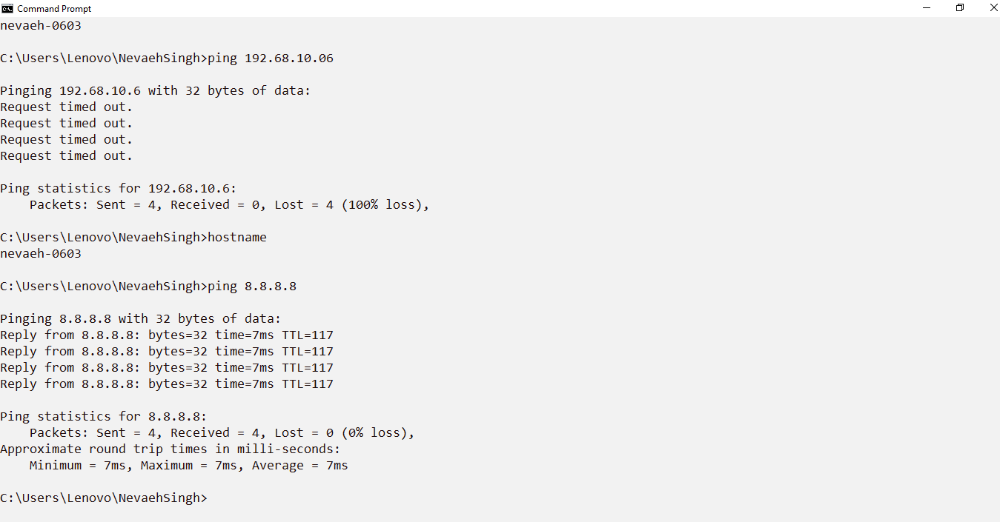 Command Prompt
nevaeh-0603
C:\Users\Lenovo\NevaehSingh>ping 192.68.10.06
Pinging 192.68.10.6 with 32 bytes of data:
Request timed out.
Request timed out.
Request timed out.
Request timed out.
Ping statistics for 192.68.10.6:
    Packets: Sent = 4, Received = 0, Lost = 4 (100% loss),
C:\Users\Lenovo\NevaehSingh>hostname
nevaeh-0603
C:\Users\Lenovo\NevaehSingh>ping 8.8.8.8
Pinging 8.8.8.8 with 32 bytes of data:
Reply from 8.8.8.8: bytes=32 time=7ms TTL=117
Reply from 8.8.8.8: bytes=32 time=7ms TTL=117
Reply from 8.8.8.8: bytes=32 time=7ms TTL=117
Reply from 8.8.8.8: bytes=32 time=7ms TTL=117
Ping statistics for 8.8.8.8:
    Packets: Sent = 4, Received = 4, Lost = 0 (0% loss),
Approximate round trip times in milli-seconds:
    Minimum = 7ms, Maximum = 7ms, Average = 7ms
C:\Users\Lenovo\NevaehSingh>